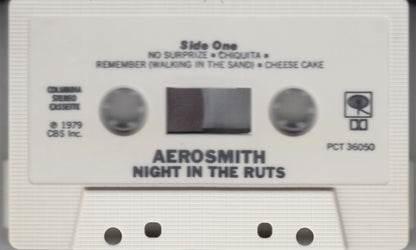 Side One
NO SURPRIZE • CHIQUITA •
REMEMBER (WALKING IN THE SAND) • CHEESE CAKE
COLUMBIA
STEREO
CASSETTE
℗ 1979
CBS Inc.
PCT 36050
AEROSMITH
NIGHT IN THE RUTS